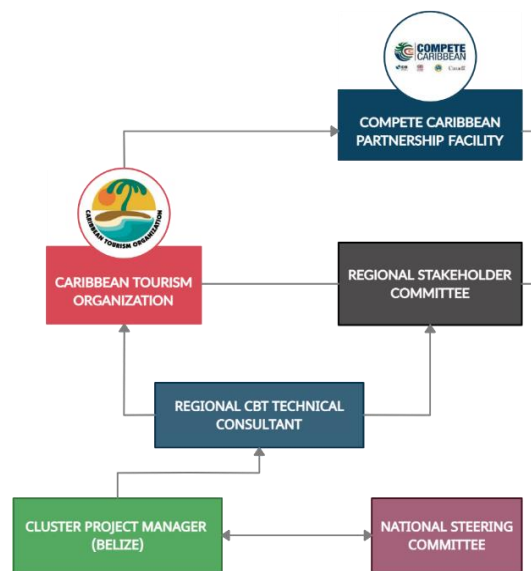 COMPETE
CARIBBEAN
Canada
COMPETE CARIBBEAN
PARTNERSHIP FACILITY
CARIBBEAN TOURISM ORGANIZATION
CARIBBEAN TOURISM
ORGANIZATION
REGIONAL STAKEHOLDER
COMMITTEE
REGIONAL CBT TECHNICAL
CONSULTANT
CLUSTER PROJECT MANAGER
(BELIZE)
NATIONAL STEERING
COMMITTEE